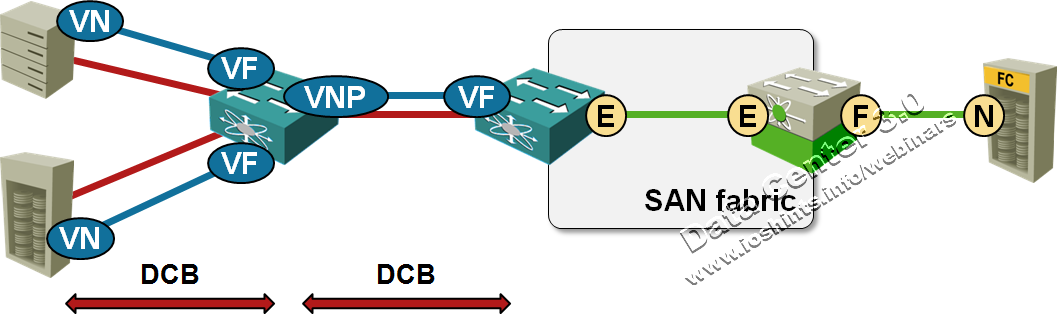 VN
VF
VNP
VF
E
E
F
N
FC
VF
VN
SAN fabric
Data Center 3.0
www.ioshints.info/webinars
DCB
DCB